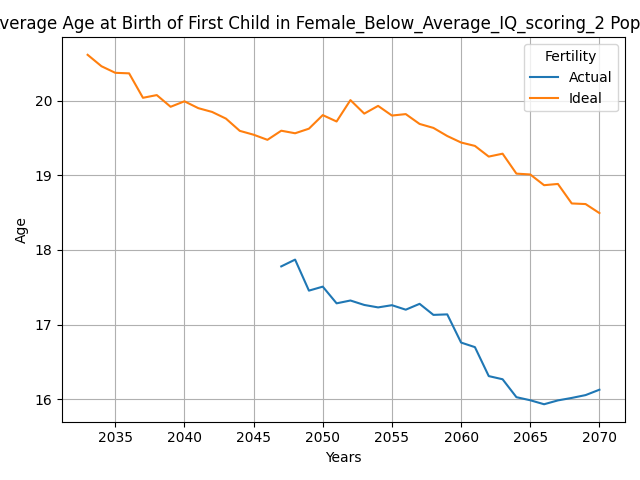 verage Age at Birth of First Child in Female_Below_Average_IQ_scoring_2 Pop
Fertility
Actual
Ideal
20
19
18
17
16
Age
2035 2040 2045 2050 2055 2060 2065 2070
Years